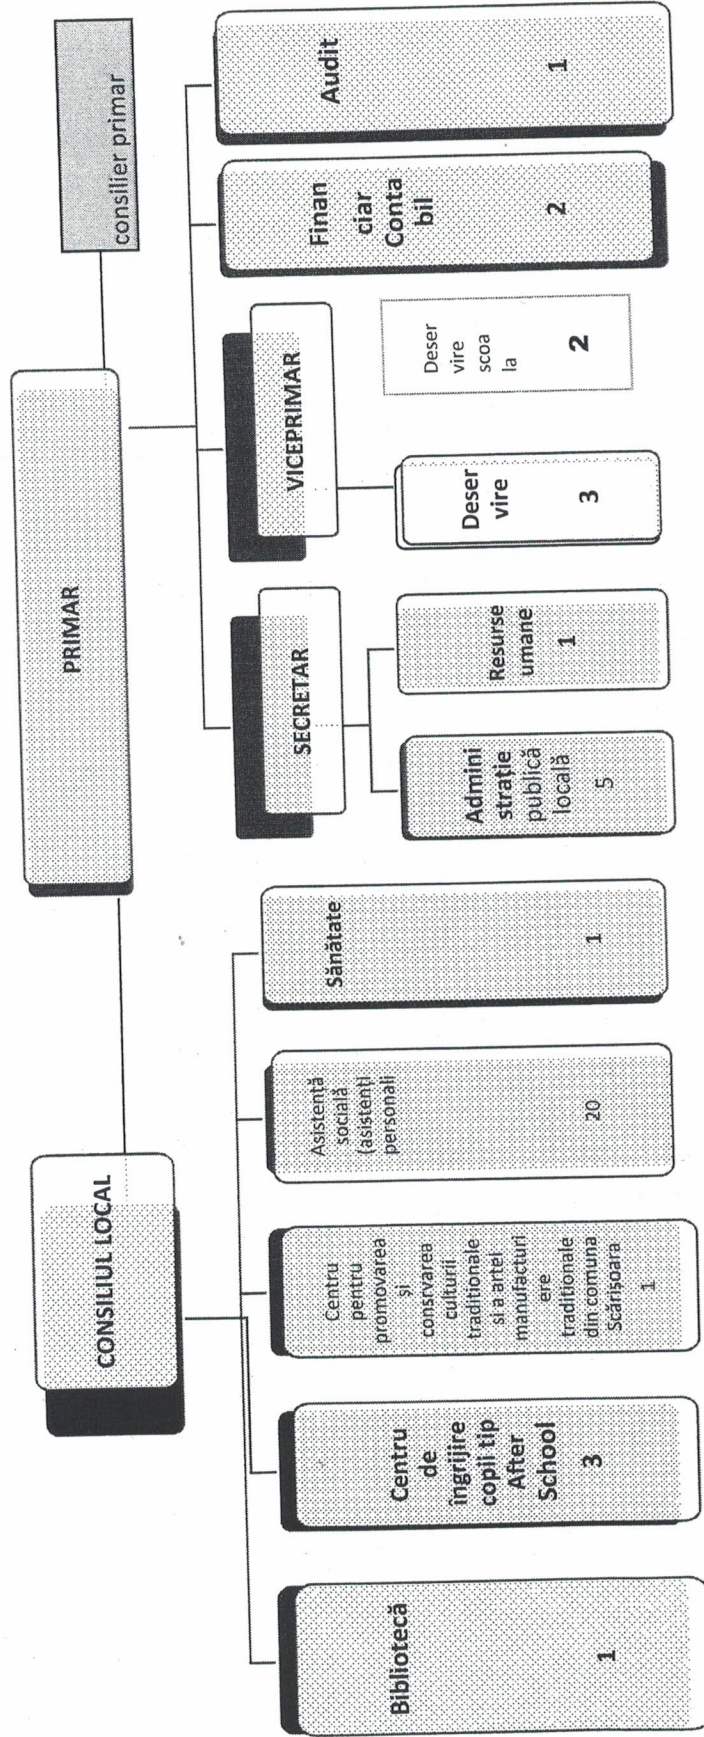 consilier primar
PRIMAR
CONSILIUL LOCAL
Bibliotecă
1
Centru
de
îngrijire
copil tip
After
School
3
Centru
pentru
promovarea
și
consrvarea
culturii
traditionale
si a artei
manufacturi
ere
traditionale
din comuna
Scărisoara
1
Asistență
socială
(asistenți
personali
20
Sănătate
1
SECRETAR
Admini
strație
publică
locală
5
Resurse
umane
1
VICEPRIMAR
Deser
vire
3
Deser
vire
scoa
la
2
Finan
ciar
Conta
bil
2
Audit
1